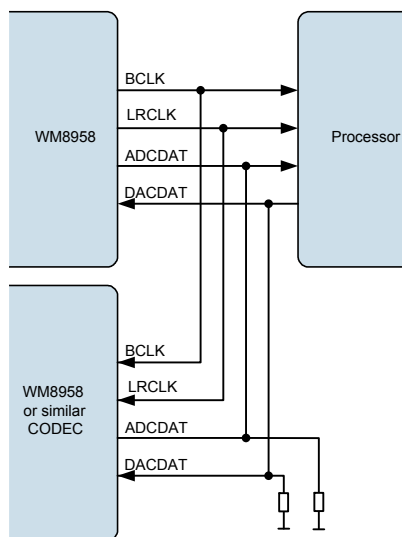 BCLK
LRCLK
WM8958
Processor
ADCDAT
DACDAT
BCLK
LRCLK
WM8958
or similar
CODEC
ADCDAT
DACDAT